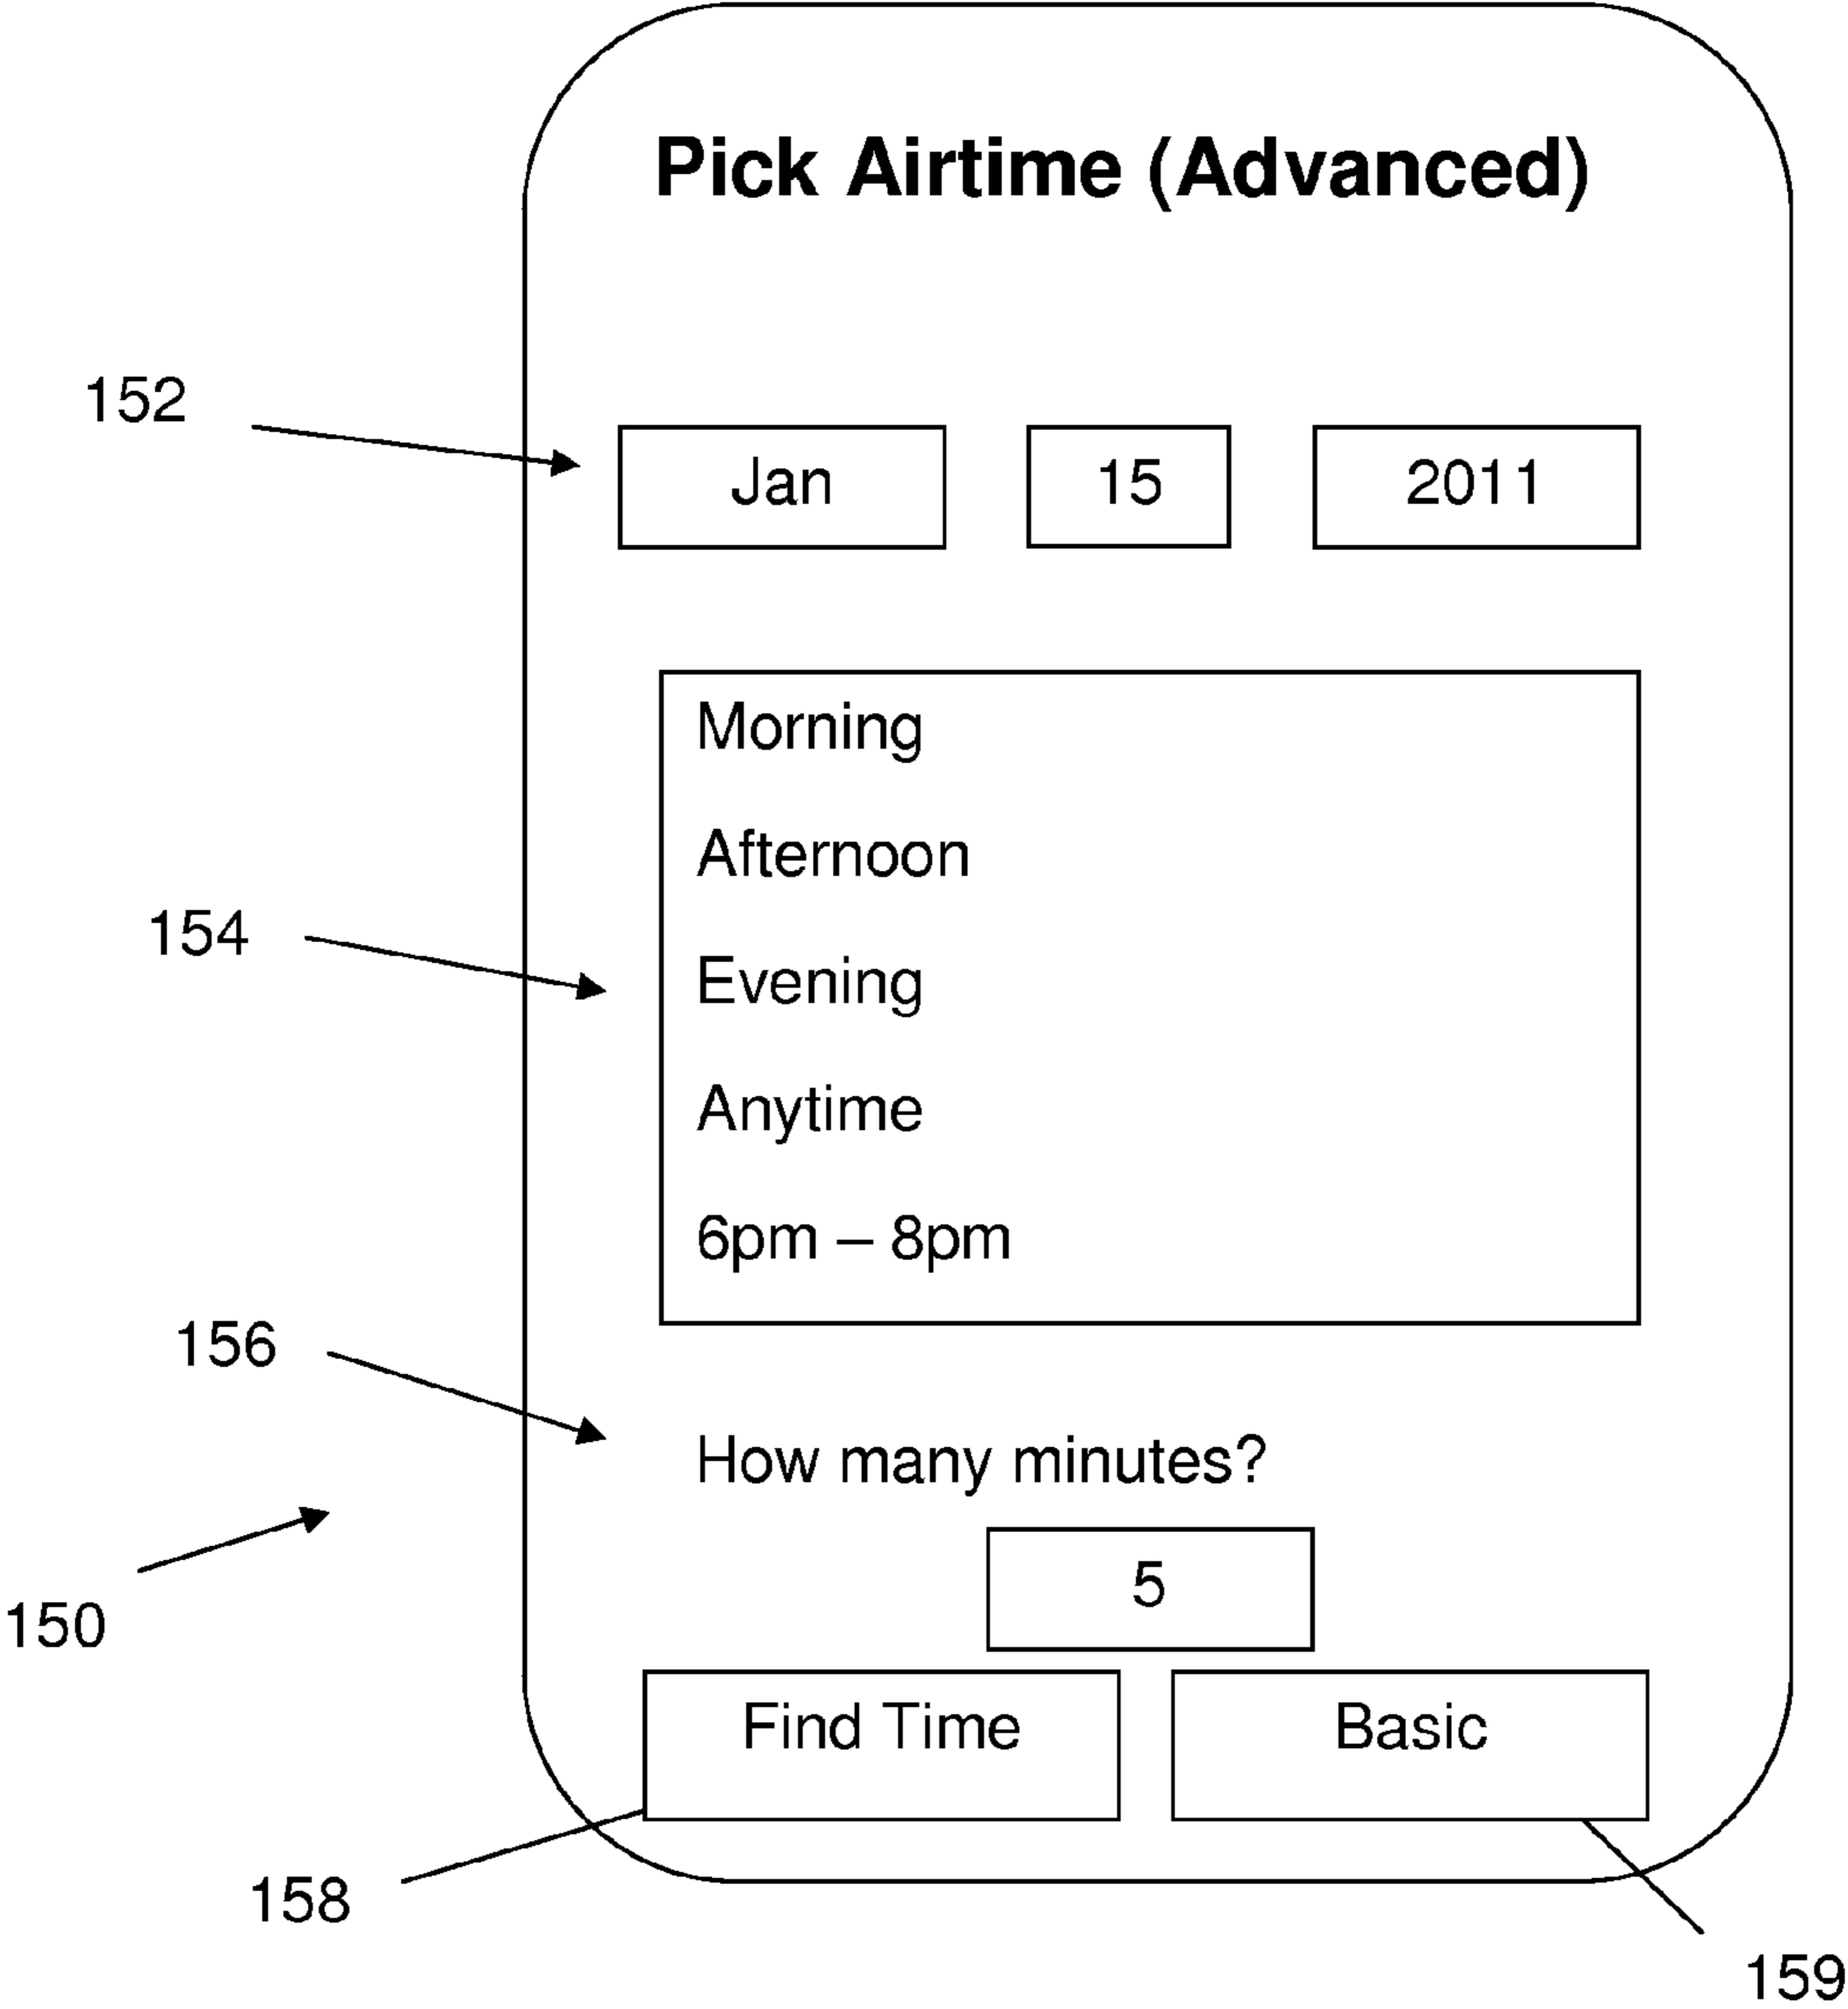 Pick Airtime (Advanced)
152
Jan 15 2011
Morning
Afternoon
154
Evening
Anytime
6pm – 8pm
156
How many minutes?
150
5
Find Time Basic
158
159